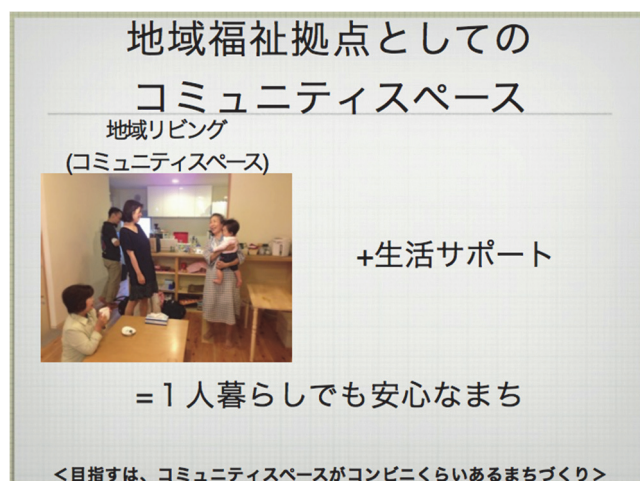 地域福祉拠点としての
コミュニティスペース
地域リビング
(コミュニティスペース)
+生活サポート
=１人暮らしでも安心なまち
<目指すは、コミュニティスペースがコンビニくらいあるまちづくり>